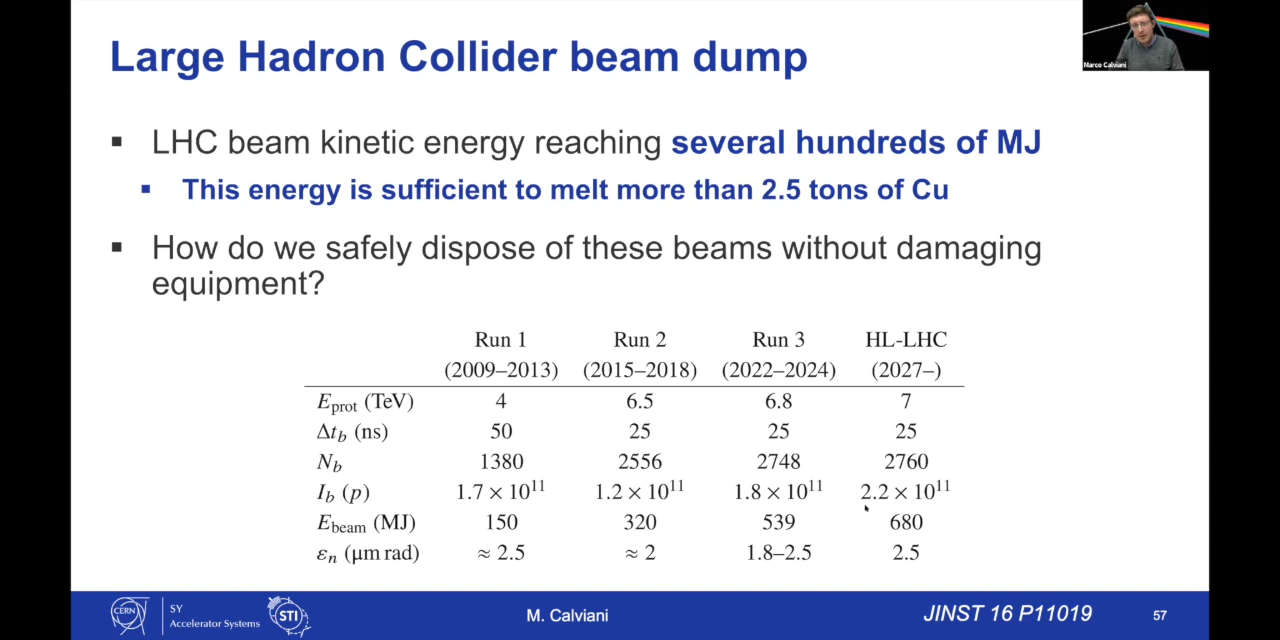 Large Hadron Collider beam dump
Marco Calviani
▪ LHC beam kinetic energy reaching several hundreds of MJ
▪ This energy is sufficient to melt more than 2.5 tons of Cu
▪ How do we safely dispose of these beams without damaging
equipment?
Run 1 Run 2 Run 3 HL-LHC
(2009–2013) (2015–2018) (2022–2024) (2027–)
E_prot (TeV) 4 6.5 6.8 7
Δt_b (ns) 50 25 25 25
N_b 1380 2556 2748 2760
I_b (p) 1.7 × 10^11 1.2 × 10^11 1.8 × 10^11 2.2 × 10^11
E_beam (MJ) 150 320 539 680
ε_n (μm rad) ≈ 2.5 ≈ 2 1.8–2.5 2.5
CERN
SY
Accelerator Systems
STI
M. Calviani
JINST 16 P11019
57